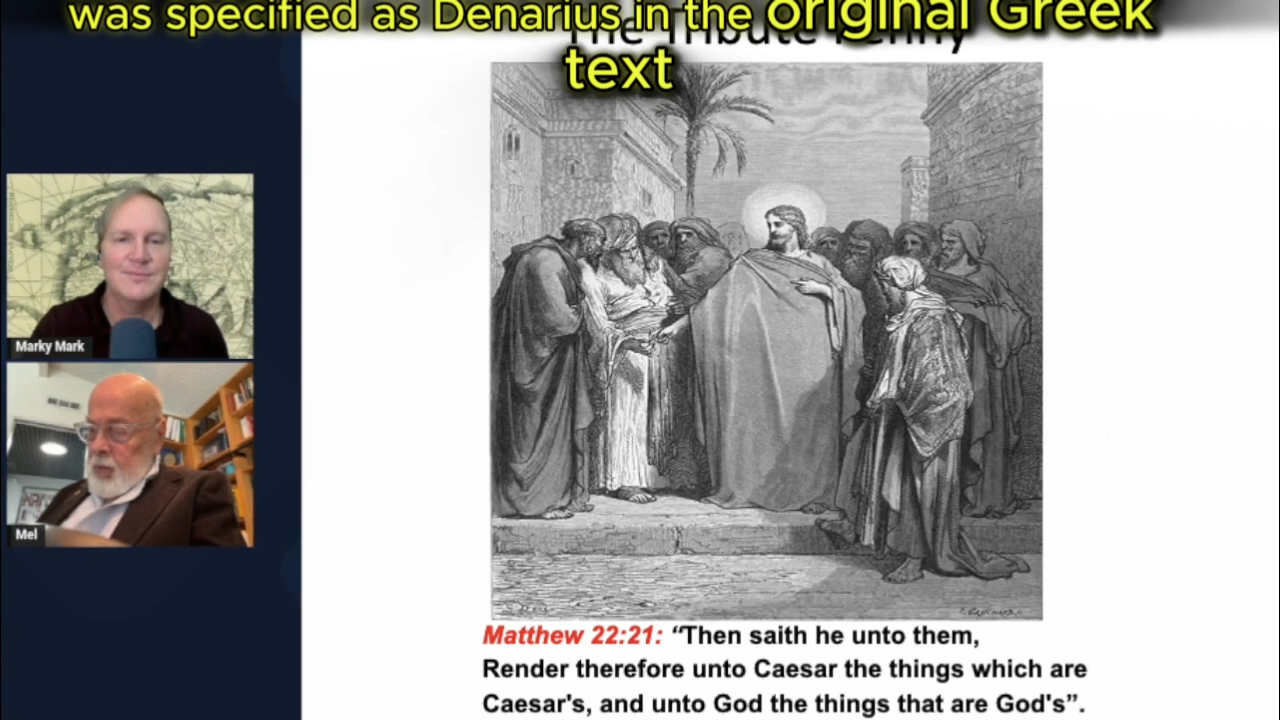 was specified as Denarius in the original Greek
text
The Tribute Penny
Marky Mark
Mel
Matthew 22:21: “Then saith he unto them,
Render therefore unto Caesar the things which are
Caesar's, and unto God the things that are God's”.